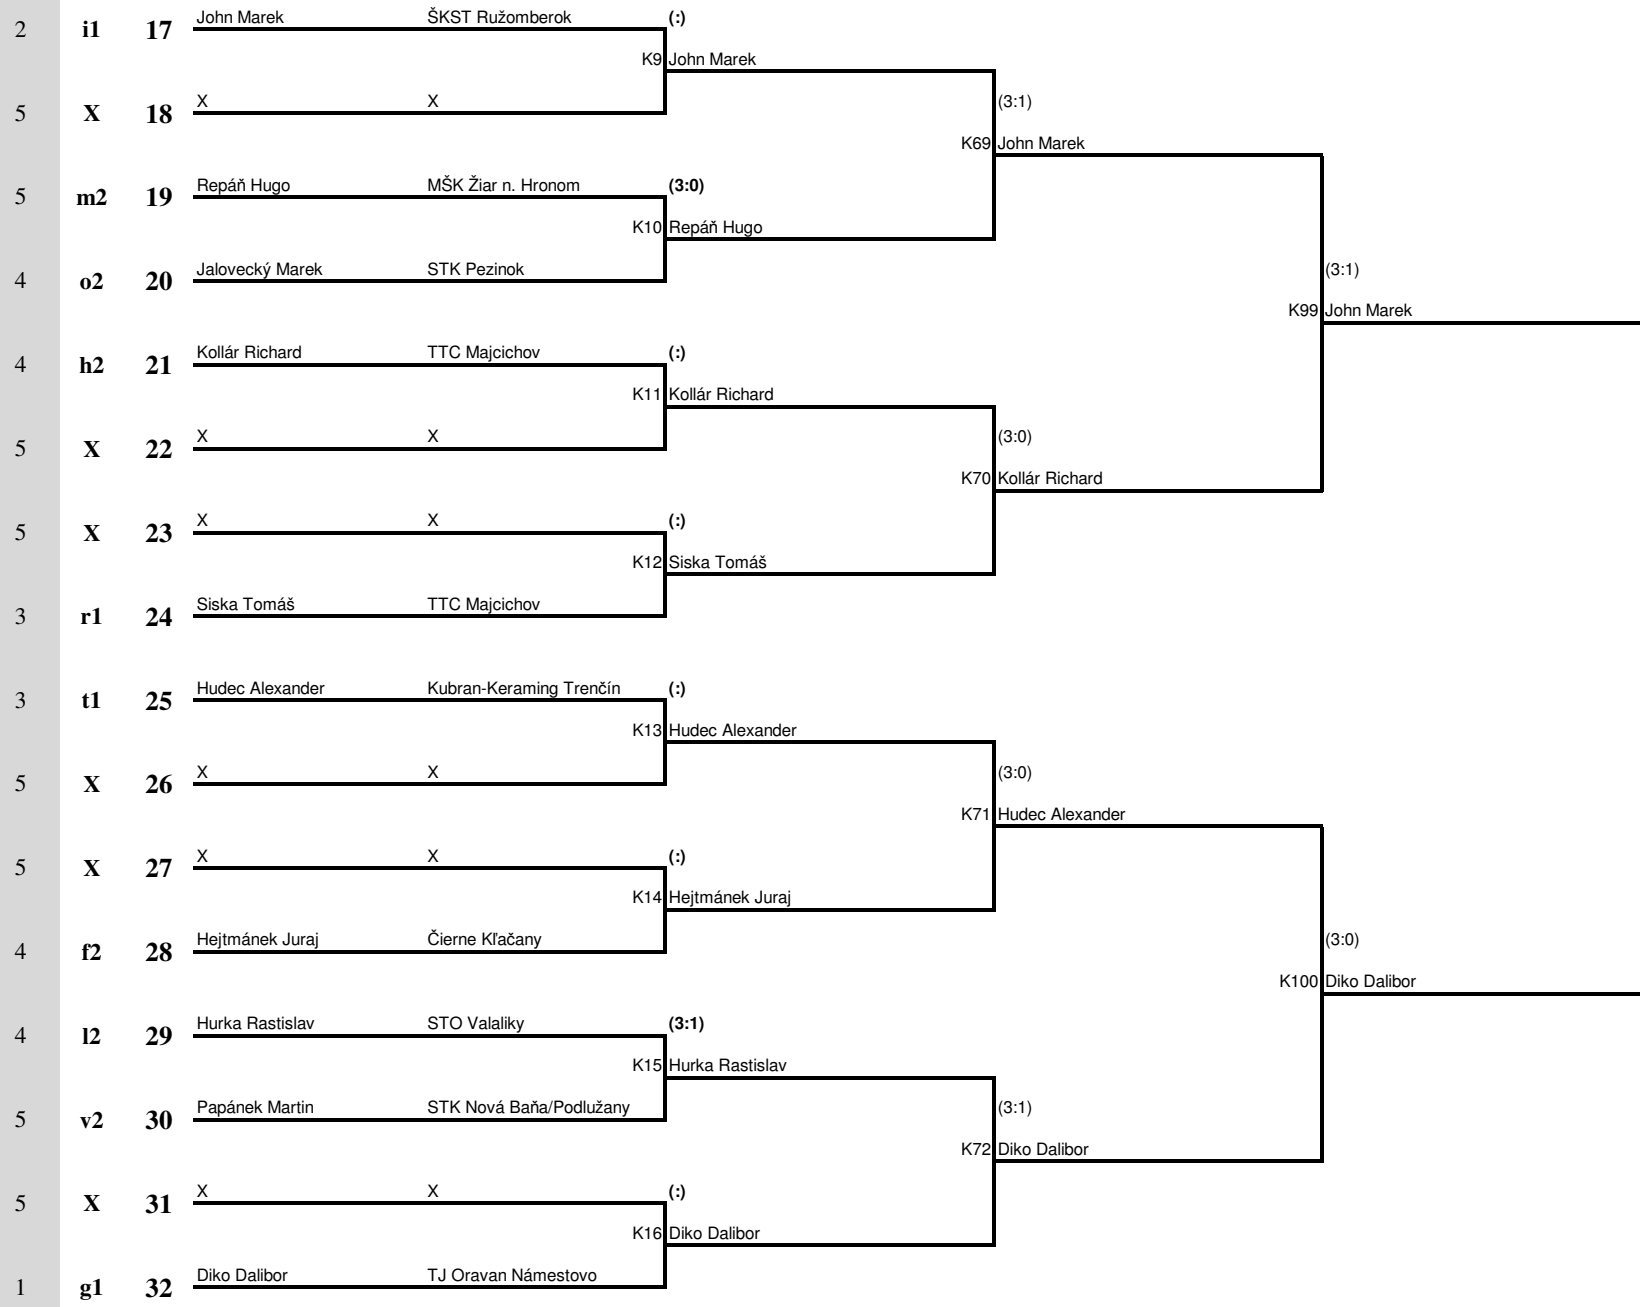 2 i1 17 John Marek ŠKST Ružomberok (:)
K9 John Marek
5 X 18 X X (3:1)
K69 John Marek
5 m2 19 Repáň Hugo MŠK Žiar n. Hronom (3:0)
K10 Repáň Hugo
4 o2 20 Jalovecký Marek STK Pezinok (3:1)
K99 John Marek
4 h2 21 Kollár Richard TTC Majcichov (:)
K11 Kollár Richard
5 X 22 X X (3:0)
K70 Kollár Richard
5 X 23 X X (:)
K12 Siska Tomáš
3 r1 24 Siska Tomáš TTC Majcichov
3 t1 25 Hudec Alexander Kubran-Keraming Trenčín (:)
K13 Hudec Alexander
5 X 26 X X (3:0)
K71 Hudec Alexander
5 X 27 X X (:)
K14 Hejtmánek Juraj
4 f2 28 Hejtmánek Juraj Čierne Kľačany (3:0)
K100 Diko Dalibor
4 l2 29 Hurka Rastislav STO Valaliky (3:1)
K15 Hurka Rastislav
5 v2 30 Papánek Martin STK Nová Baňa/Podlužany (3:1)
K72 Diko Dalibor
5 X 31 X X (:)
K16 Diko Dalibor
1 g1 32 Diko Dalibor TJ Oravan Námestovo